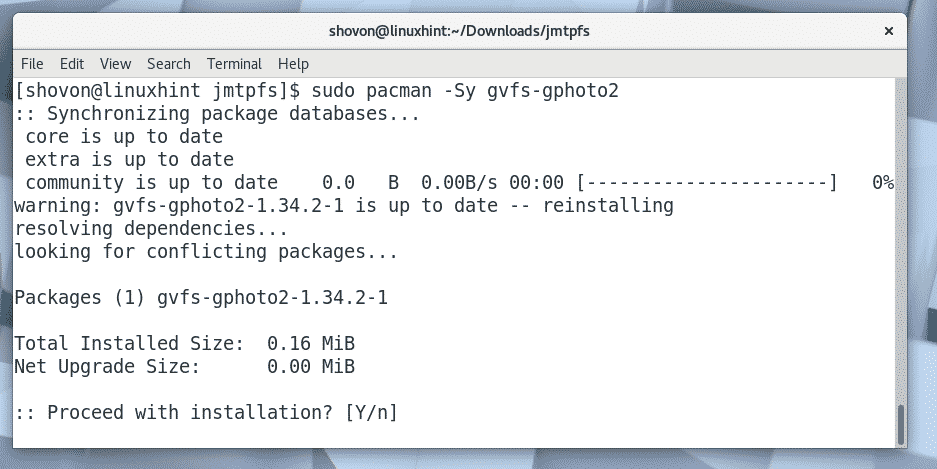 shovon@linuxhint:~/Downloads/jmtpfs ×
File Edit View Search Terminal Help
[shovon@linuxhint jmtpfs]$ sudo pacman -Sy gvfs-gphoto2
:: Synchronizing package databases...
 core is up to date
 extra is up to date
 community is up to date    0.0   B  0.00B/s 00:00 [----------------------]   0%
warning: gvfs-gphoto2-1.34.2-1 is up to date -- reinstalling
resolving dependencies...
looking for conflicting packages...

Packages (1) gvfs-gphoto2-1.34.2-1

Total Installed Size:  0.16 MiB
Net Upgrade Size:      0.00 MiB

:: Proceed with installation? [Y/n]